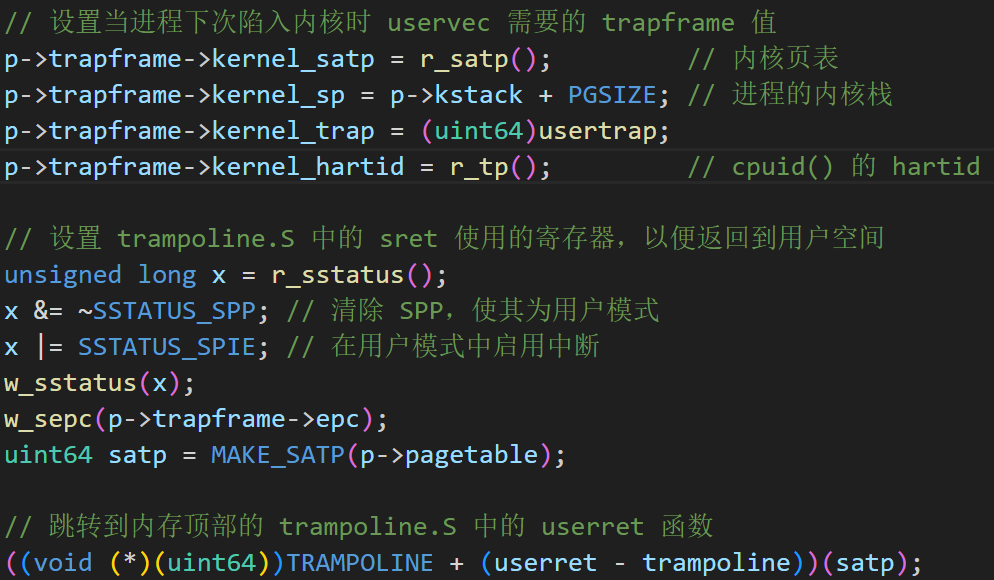 // 设置当进程下次陷入内核时 uservec 需要的 trapframe 值
p->trapframe->kernel_satp = r_satp();         // 内核页表
p->trapframe->kernel_sp = p->kstack + PGSIZE; // 进程的内核栈
p->trapframe->kernel_trap = (uint64)usertrap;
p->trapframe->kernel_hartid = r_tp();         // cpuid() 的 hartid
// 设置 trampoline.S 中的 sret 使用的寄存器，以便返回到用户空间
unsigned long x = r_sstatus();
x &= ~SSTATUS_SPP; // 清除 SPP，使其为用户模式
x |= SSTATUS_SPIE; // 在用户模式中启用中断
w_sstatus(x);
w_sepc(p->trapframe->epc);
uint64 satp = MAKE_SATP(p->pagetable);
// 跳转到内存顶部的 trampoline.S 中的 userret 函数
((void (*)(uint64))TRAMPOLINE + (userret - trampoline))(satp);